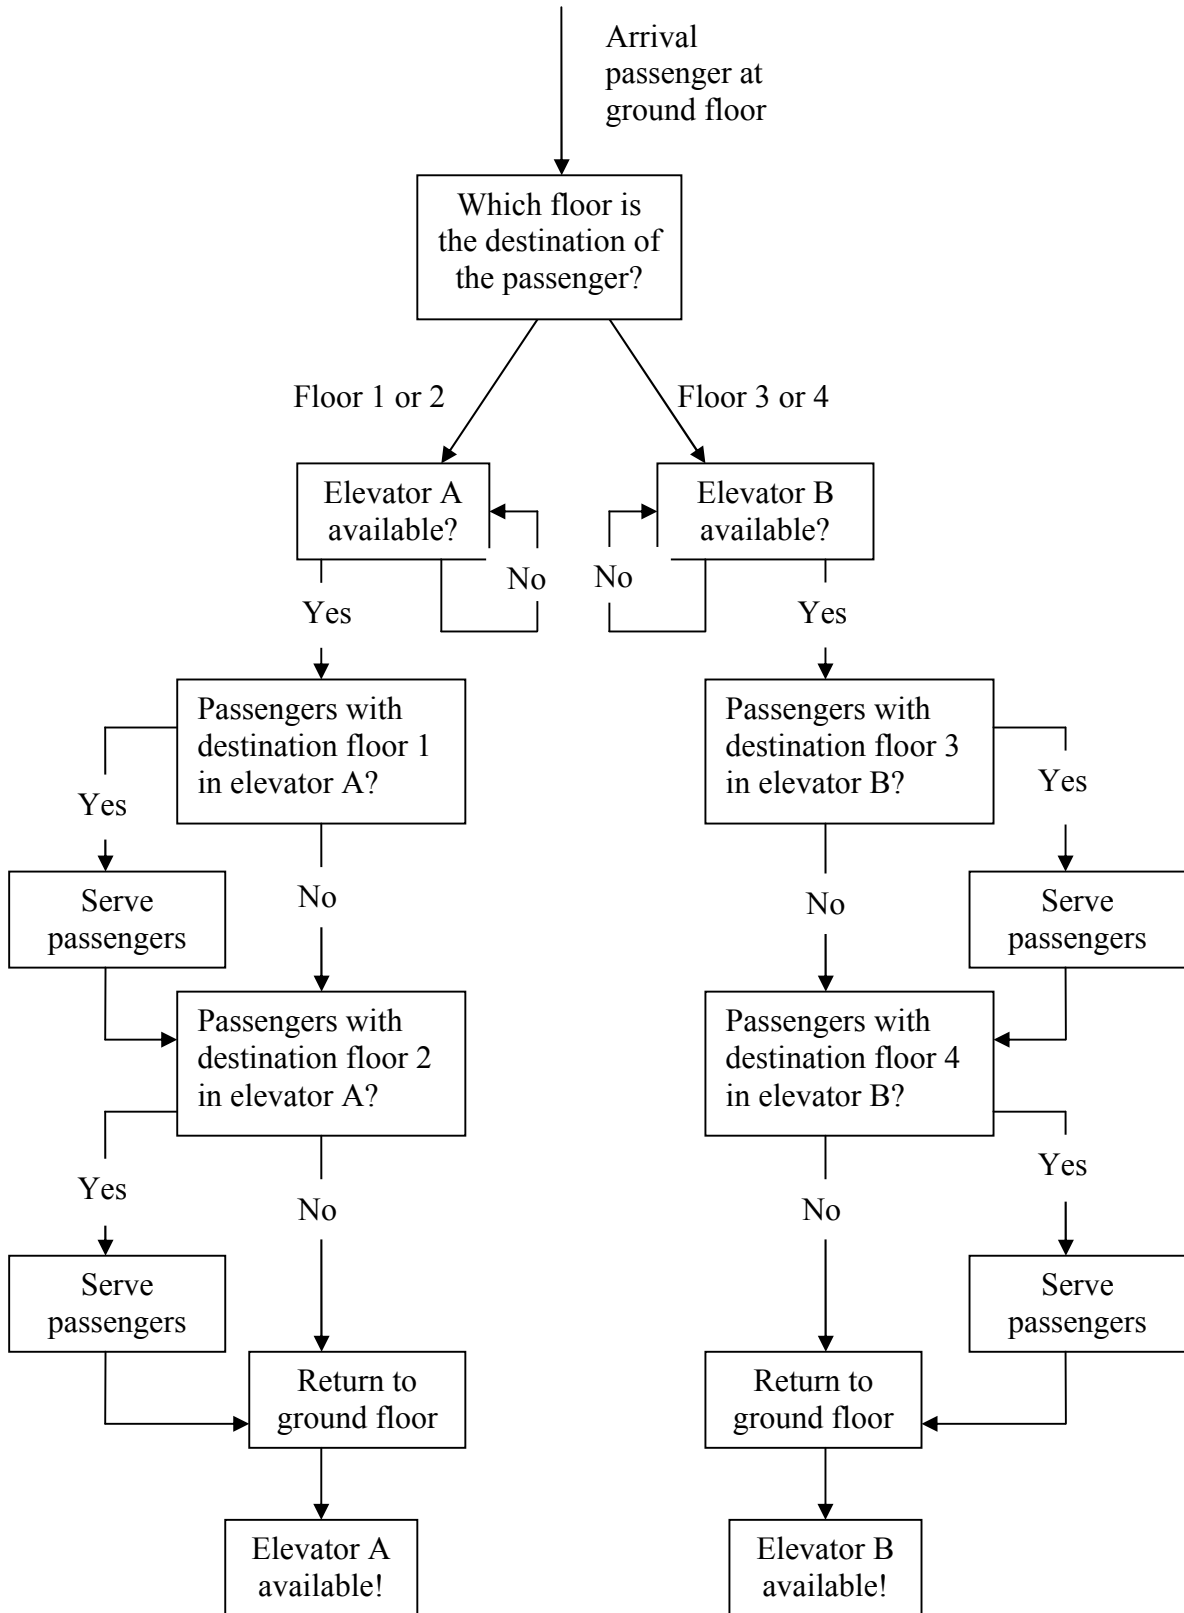 Arrival
passenger at
ground floor
Which floor is
the destination of
the passenger?
Floor 1 or 2
Floor 3 or 4
Elevator A
available?
Elevator B
available?
No
No
Yes
Yes
Passengers with
destination floor 1
in elevator A?
Passengers with
destination floor 3
in elevator B?
Yes
Yes
No
No
Serve
passengers
Serve
passengers
Passengers with
destination floor 2
in elevator A?
Passengers with
destination floor 4
in elevator B?
Yes
Yes
No
No
Serve
passengers
Serve
passengers
Return to
ground floor
Return to
ground floor
Elevator A
available!
Elevator B
available!